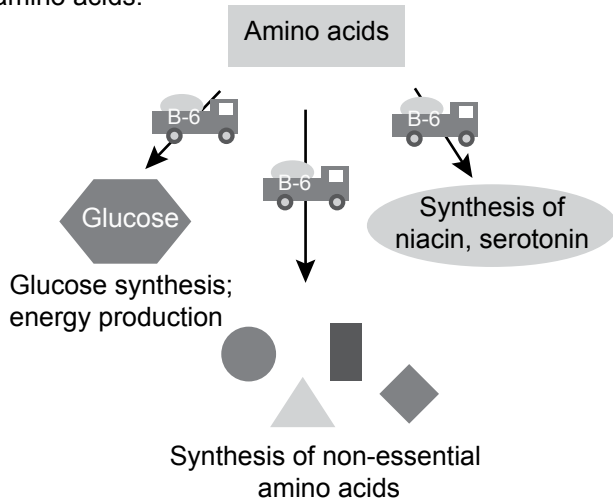 amino acids.
Amino acids
B-6
B-6
B-6
Glucose
Synthesis of
niacin, serotonin
Glucose synthesis;
energy production
Synthesis of non-essential
amino acids